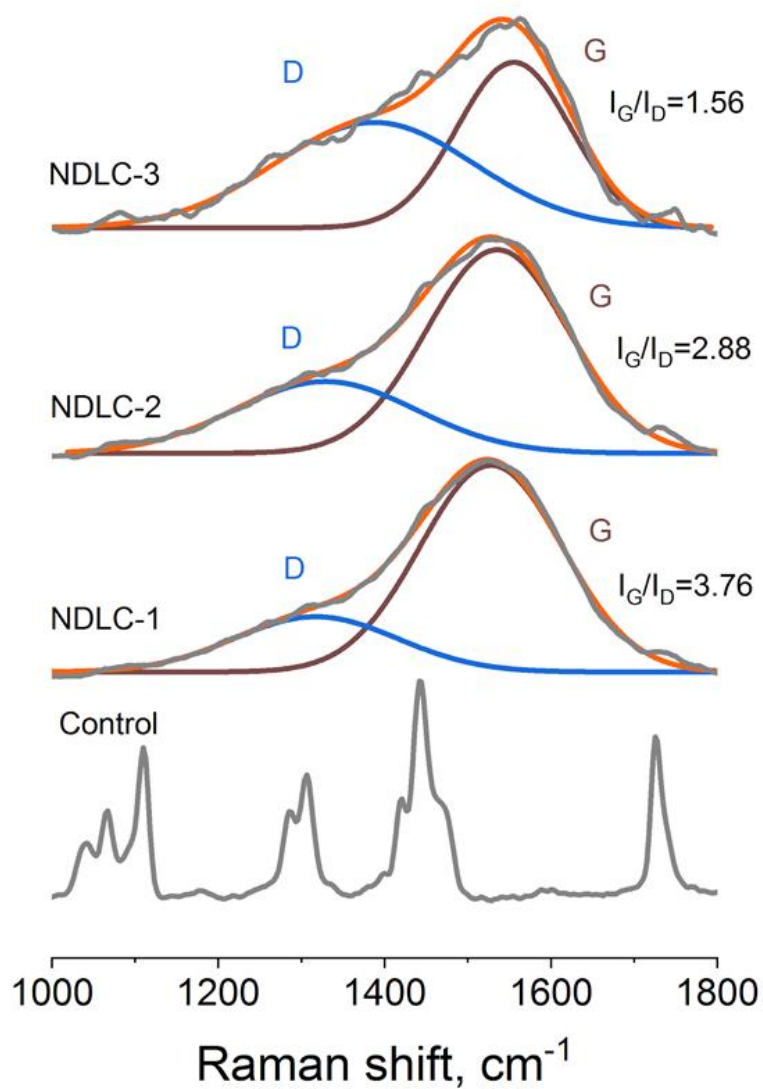 D
G
I_G/I_D=1.56
NDLC-3
D
G
I_G/I_D=2.88
NDLC-2
D
G
I_G/I_D=3.76
NDLC-1
Control
1000 1200 1400 1600 1800
Raman shift, cm⁻¹